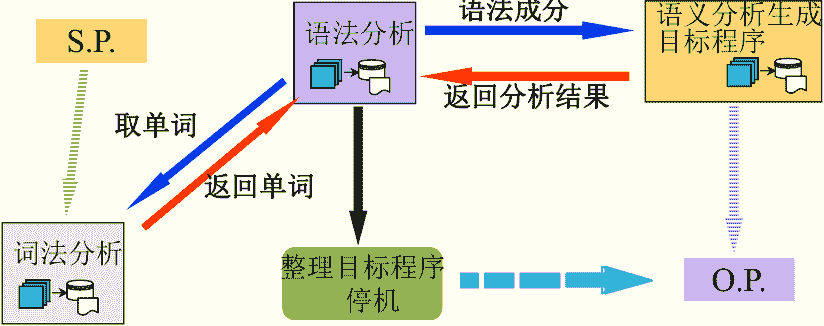 S.P.
语法分析
语法成分
语义分析生成
目标程序
返回分析结果
取单词
返回单词
词法分析
整理目标程序
停机
O.P.